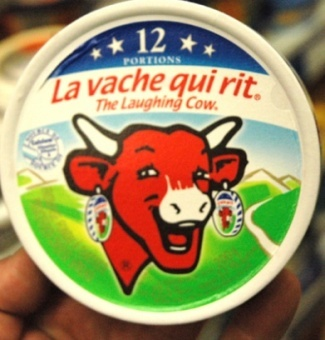 12
PORTIONS
La vache qui rit®
The Laughing Cow.
®